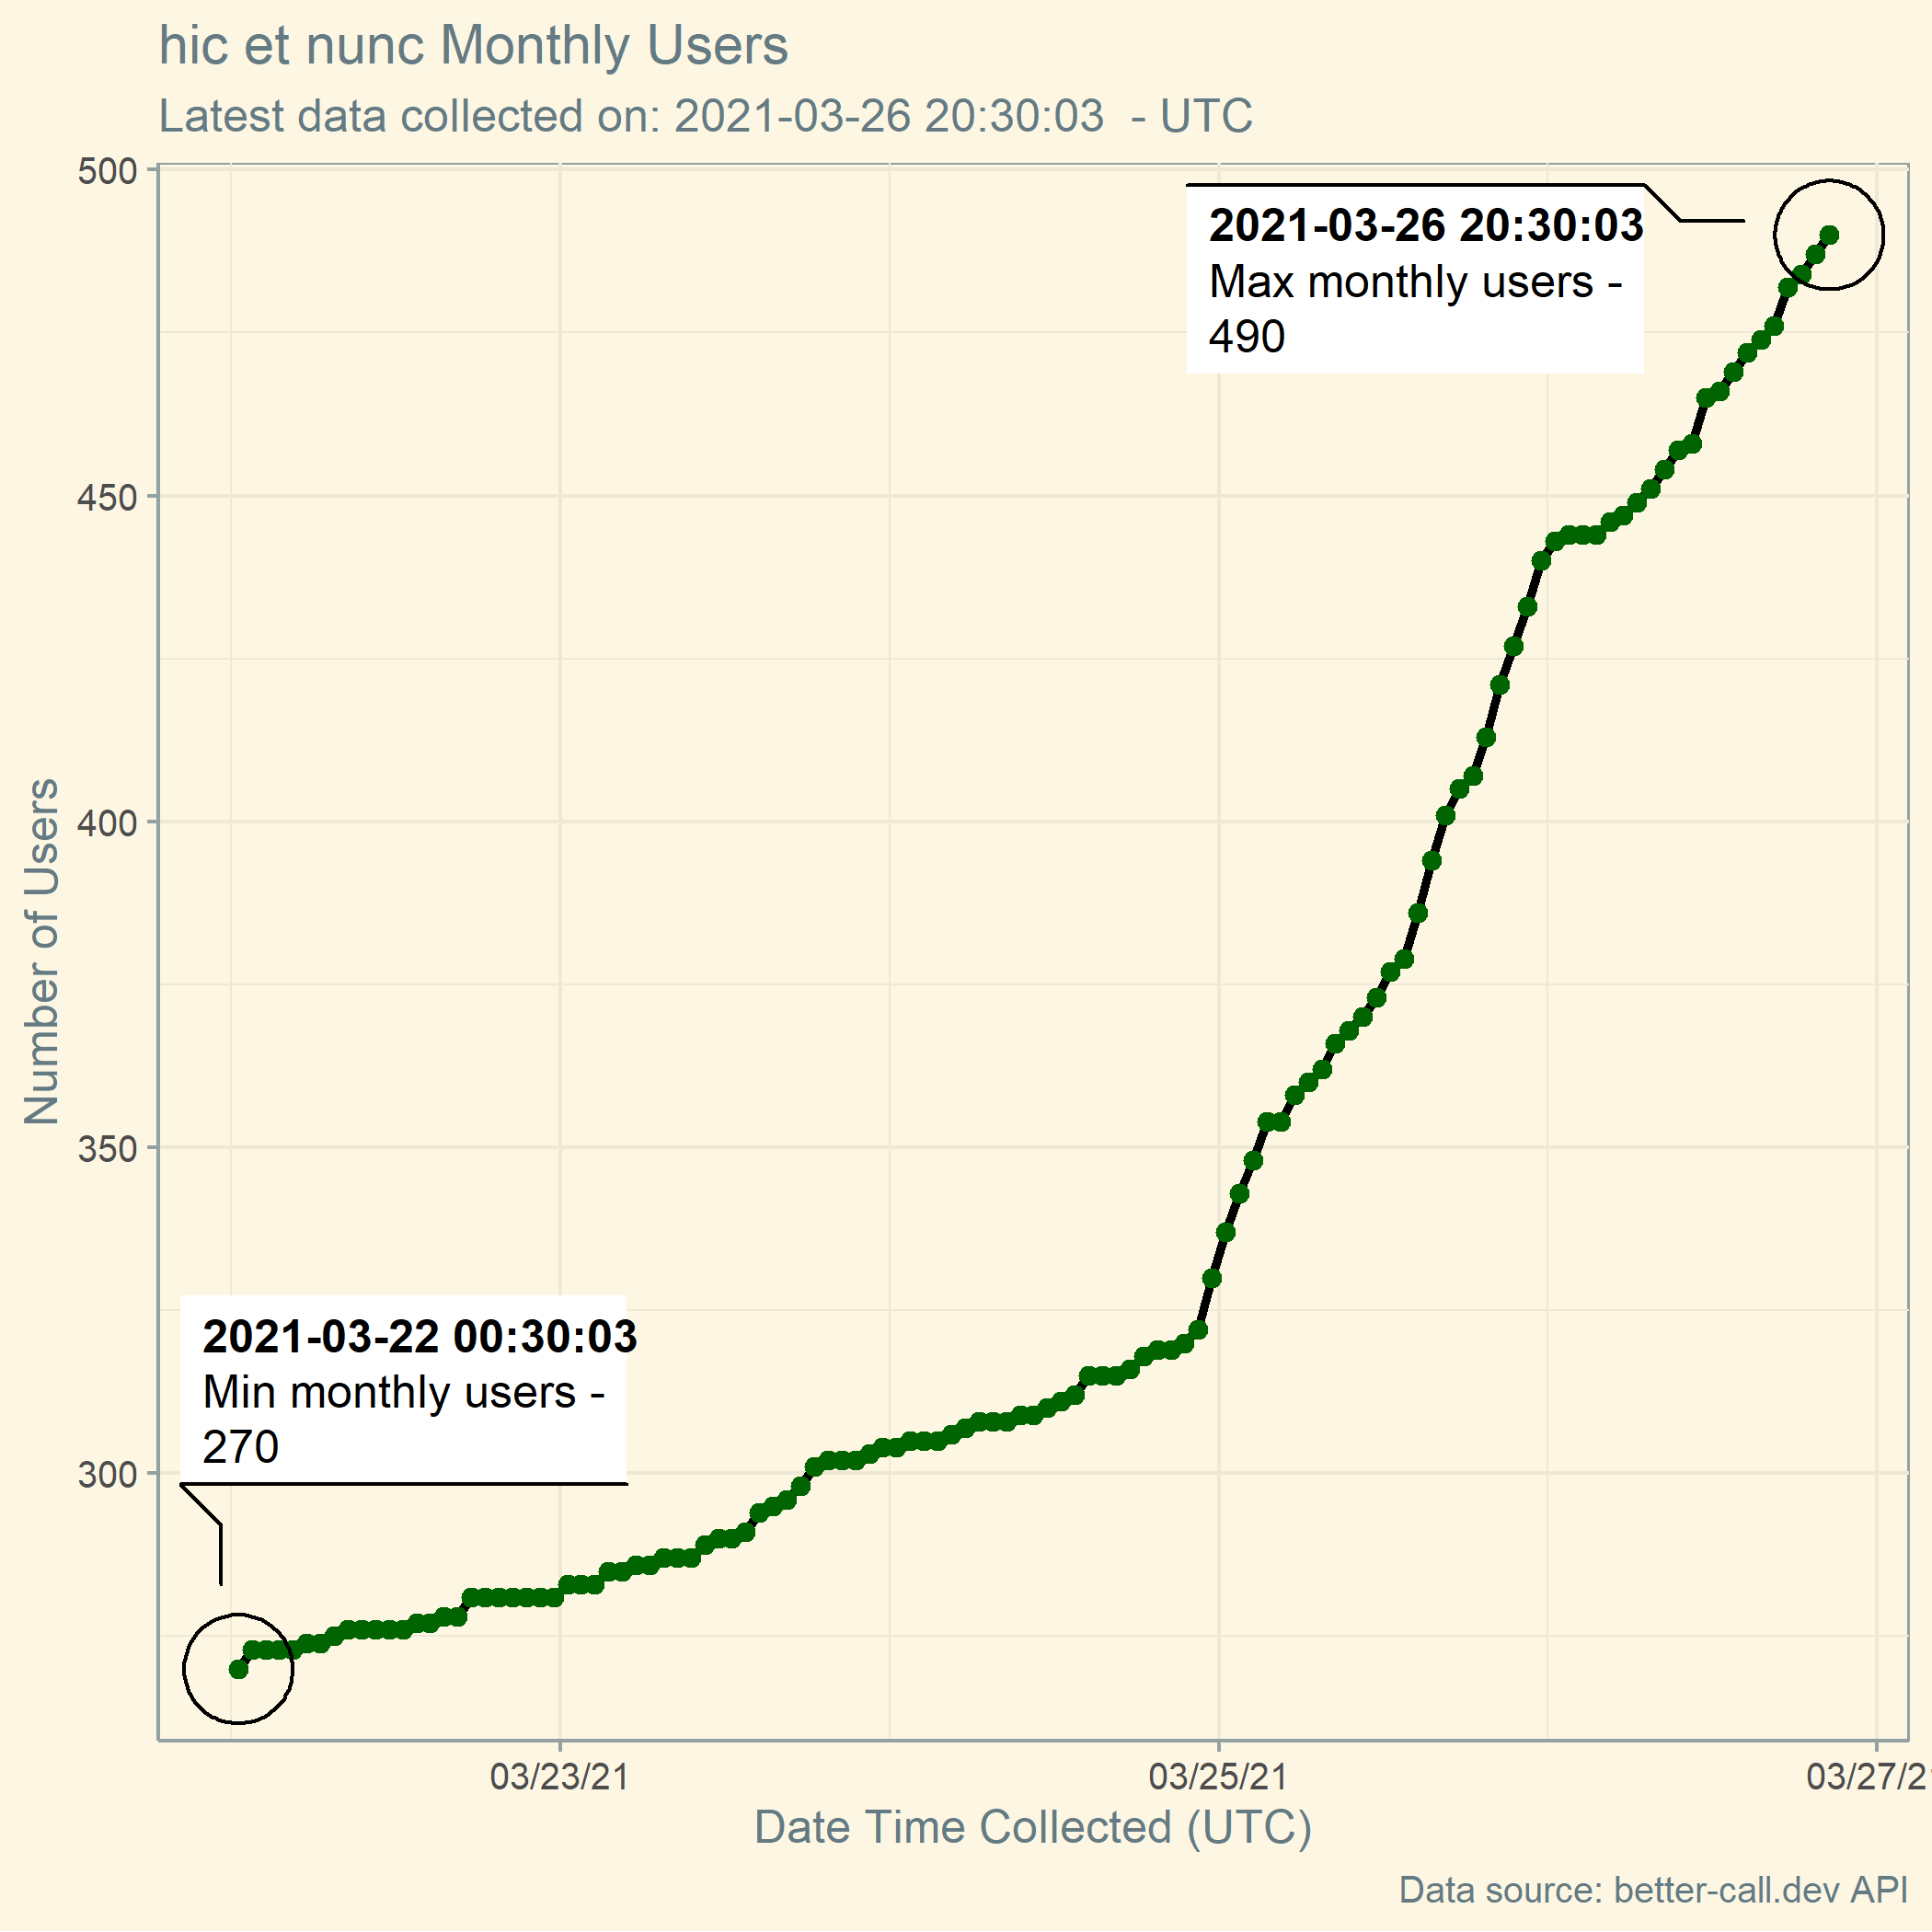 hic et nunc Monthly Users
Latest data collected on: 2021-03-26 20:30:03  - UTC
500
450
400
350
300
Number of Users
2021-03-26 20:30:03
Max monthly users -
490
2021-03-22 00:30:03
Min monthly users -
270
03/23/21
03/25/21
03/27/2
Date Time Collected (UTC)
Data source: better-call.dev API